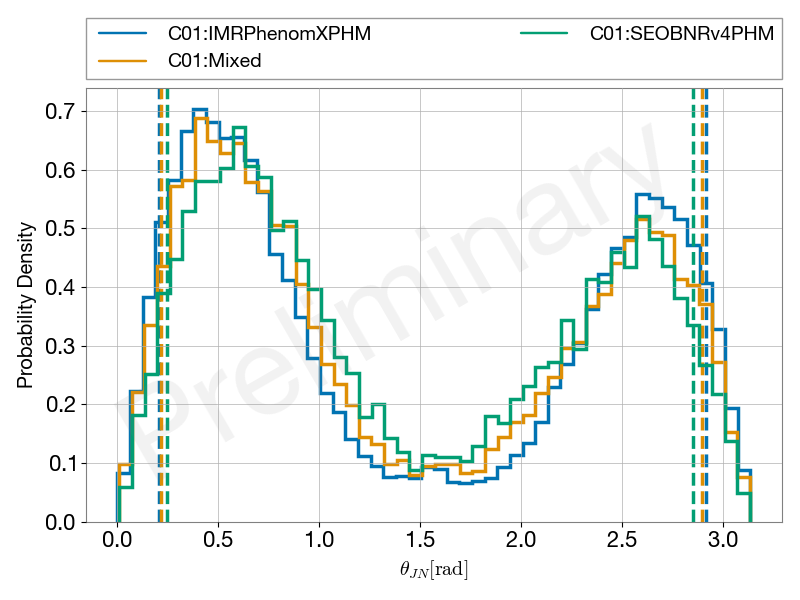 C01:IMRPhenomXPHM
C01:Mixed
C01:SEOBNRv4PHM
Preliminary
Probability Density
0.7
0.6
0.5
0.4
0.3
0.2
0.1
0.0
0.0 0.5 1.0 1.5 2.0 2.5 3.0
θ_JN[rad]